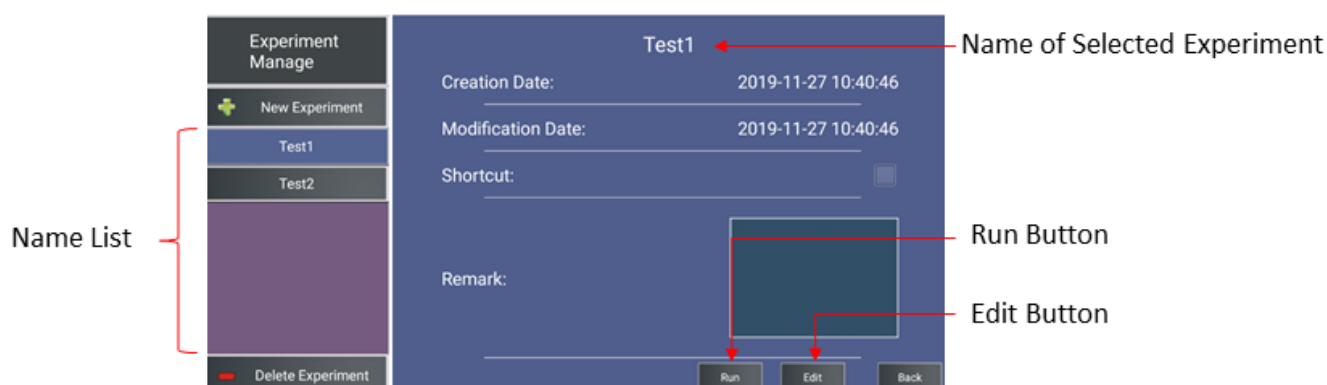 Experiment
Manage
New Experiment
Test1
Test2
Delete Experiment
Test1
Creation Date: 2019-11-27 10:40:46
Modification Date: 2019-11-27 10:40:46
Shortcut:
Remark:
Run Edit Back
Name List
Name of Selected Experiment
Run Button
Edit Button